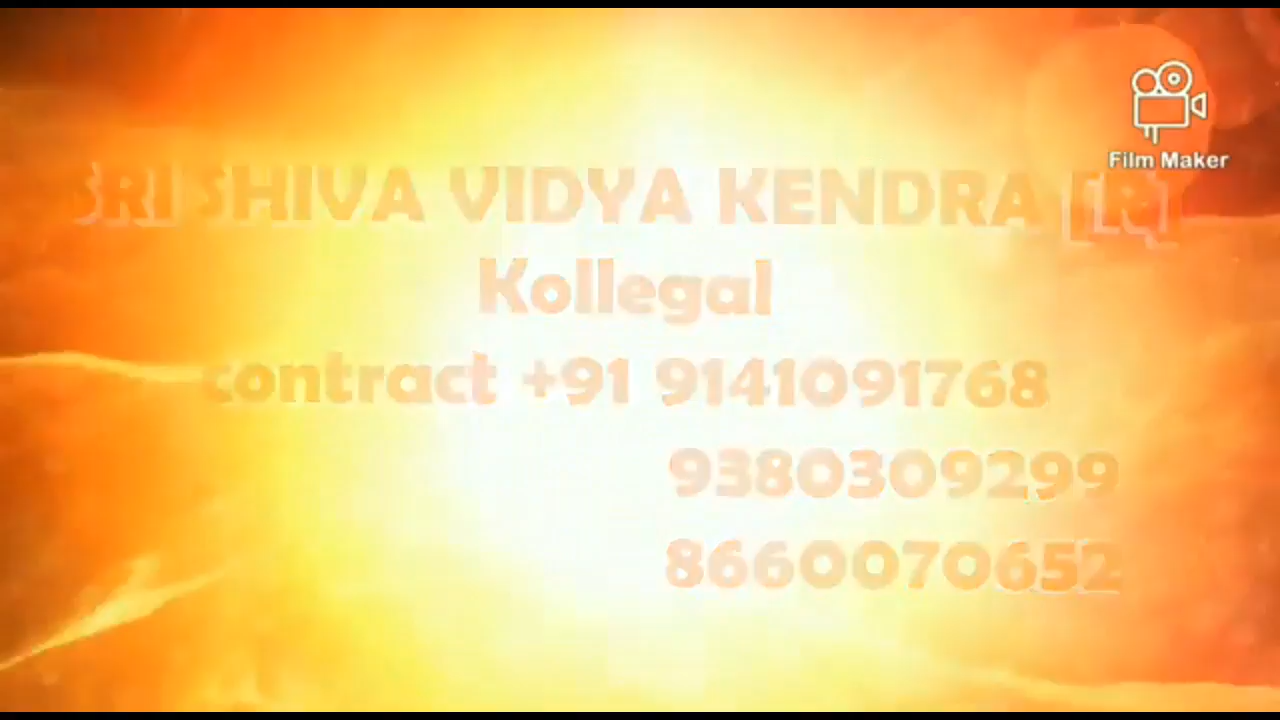 Film Maker
SRI SHIVA VIDYA KENDRA [R]
Kollegal
contract +91 9141091768
9380309299
8660070652